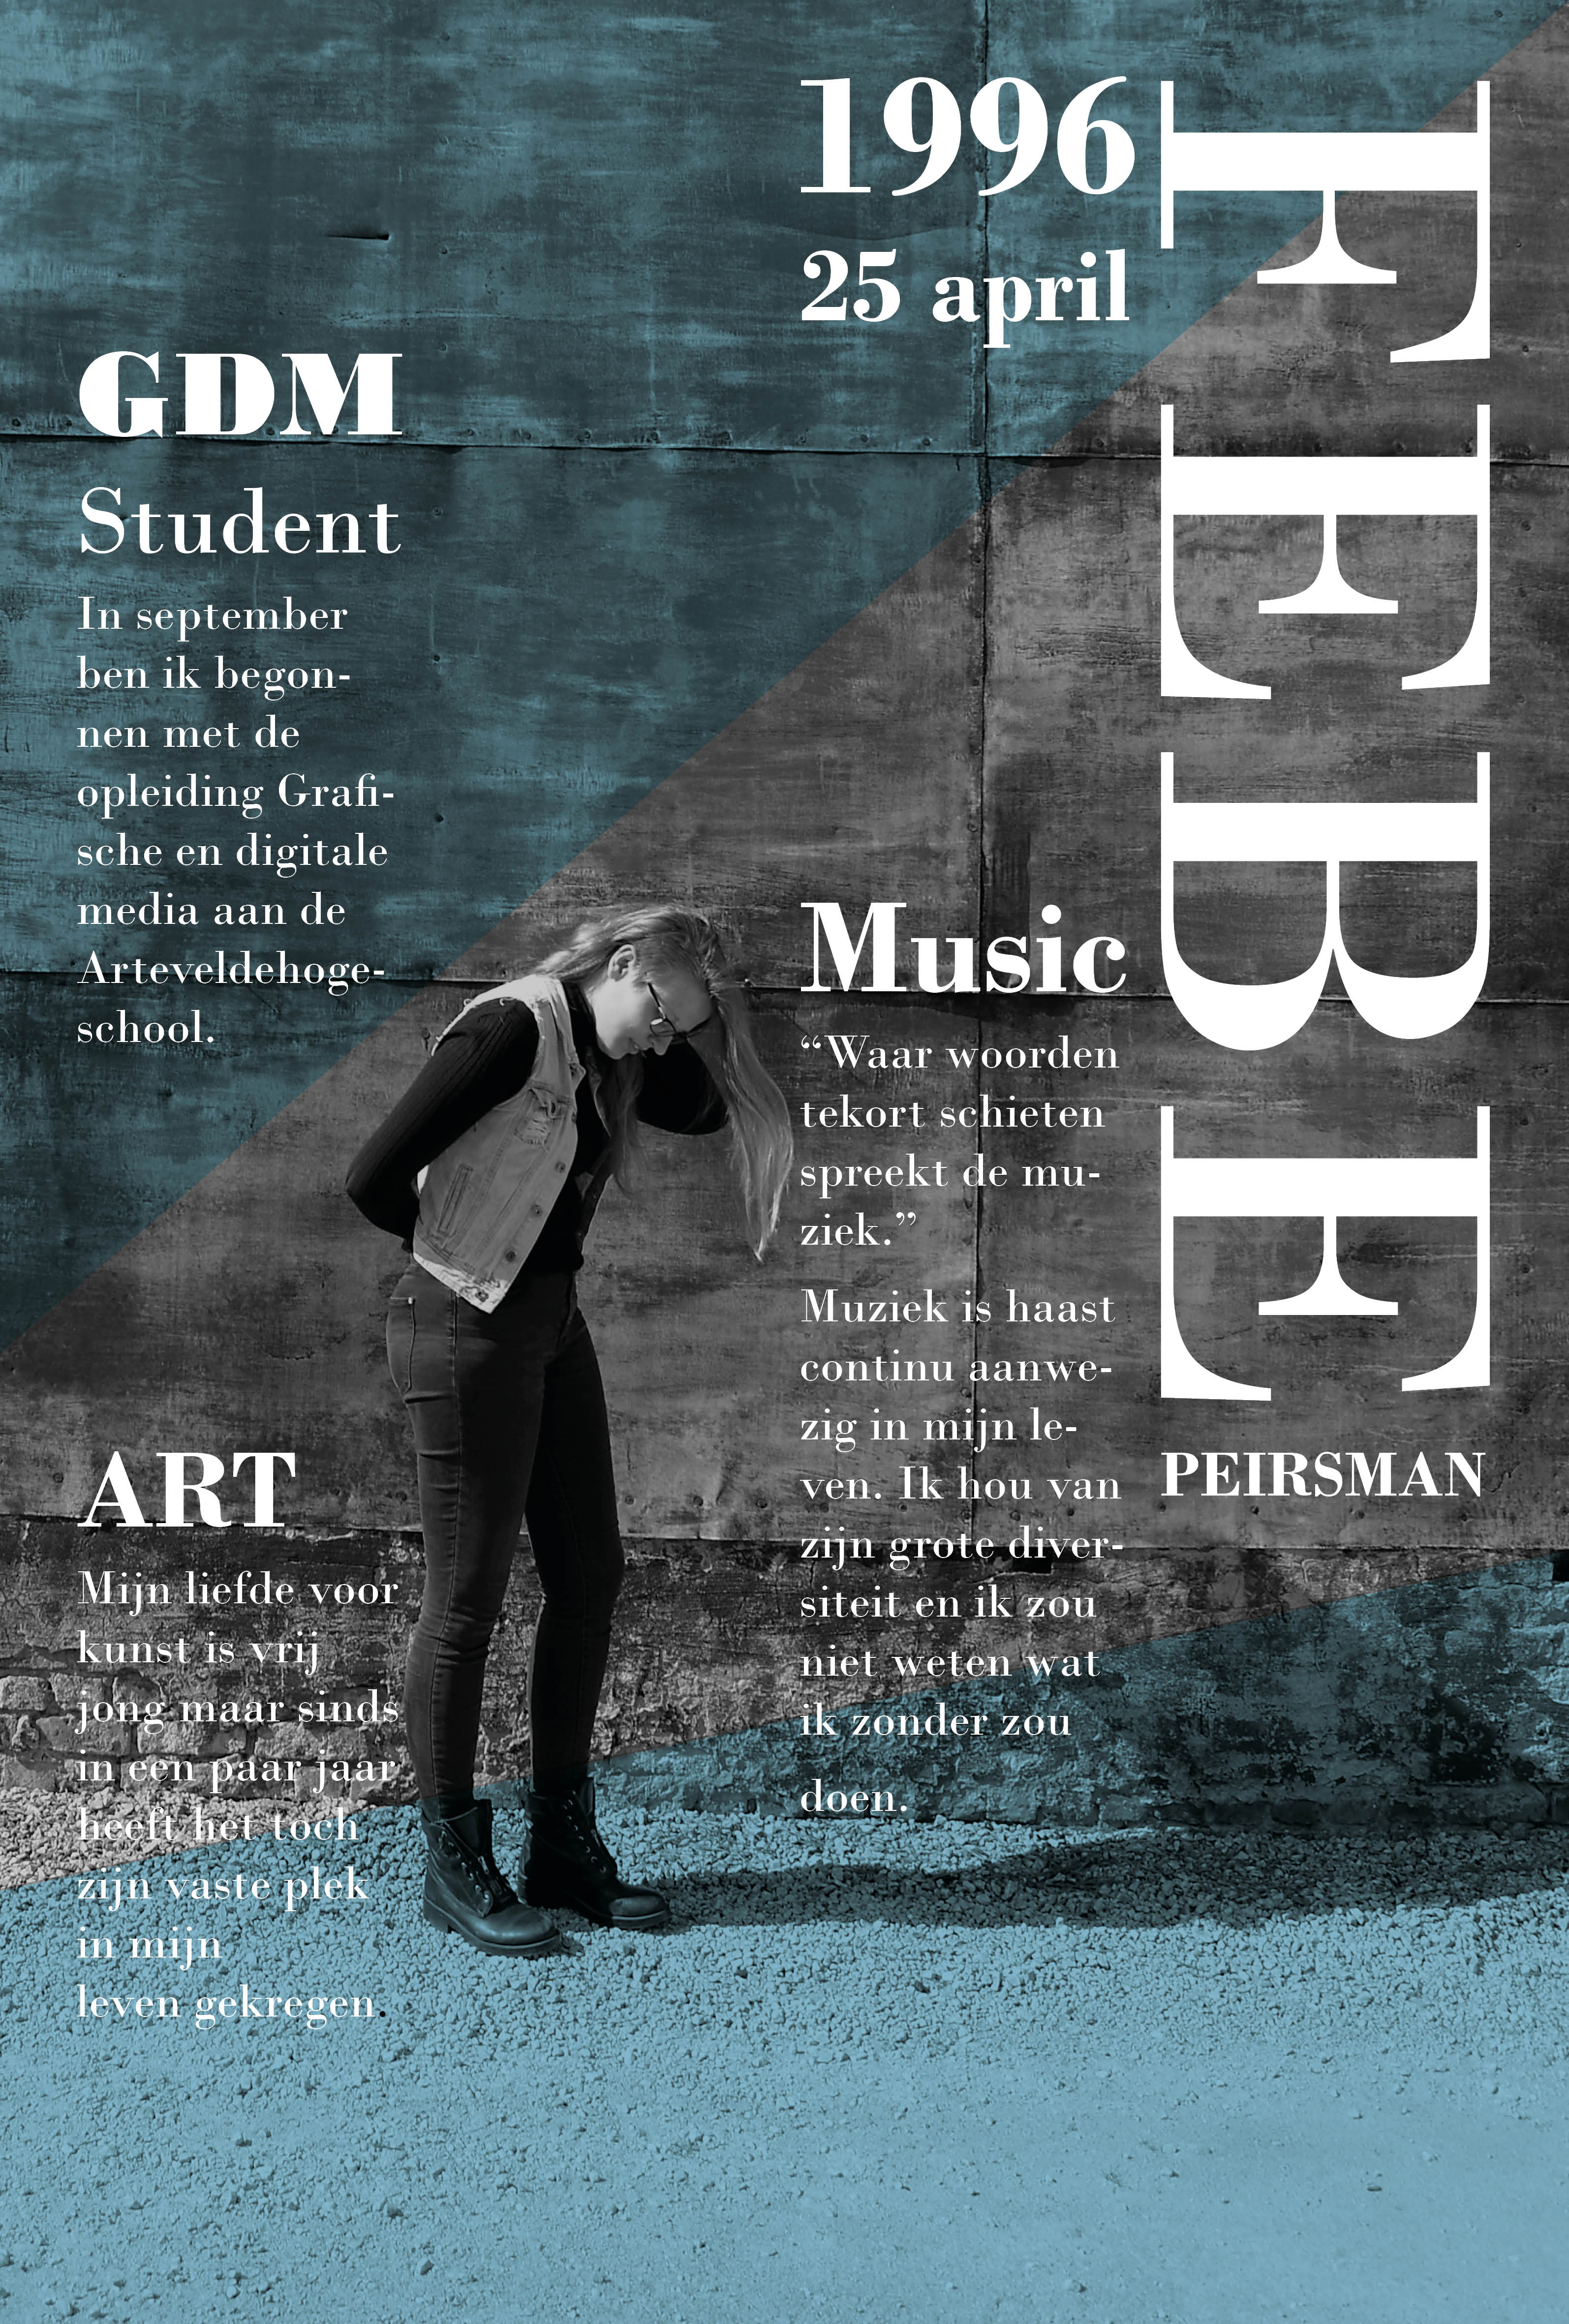 1996
25 april
FEEBE
PEIRSMAN
GDM
Student
In september
ben ik begon-
nen met de
opleiding Grafi-
sche en digitale
media aan de
Arteveldehoge-
school.
Music
“Waar woorden
tekort schieten
spreekt de mu-
ziek.”
Muziek is haast
continu aanwe-
zig in mijn le-
ven. Ik hou van
zijn grote diver-
siteit en ik zou
niet weten wat
ik zonder zou
doen.
ART
Mijn liefde voor
kunst is vrij
jong maar sinds
in een paar jaar
heeft het toch
zijn vaste plek
in mijn
leven gekregen.